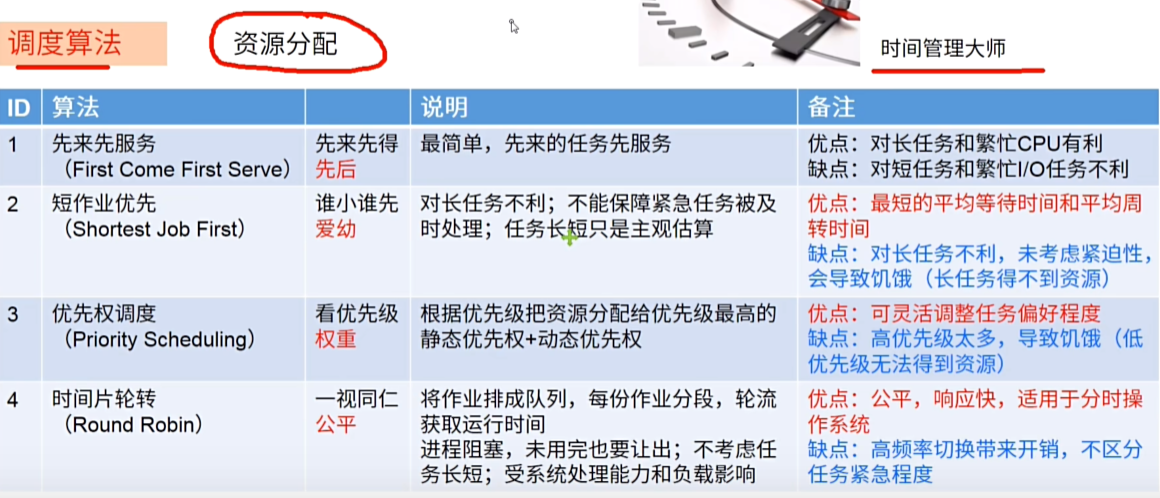 调度算法
资源分配
时间管理大师
ID 算法 说明 备注
1
先来先服务
（First Come First Serve）
先来先得
先后
最简单，先来的任务先服务
优点：对长任务和繁忙CPU有利
缺点：对短任务和繁忙I/O任务不利
2
短作业优先
（Shortest Job First）
谁小谁先
爱幼
对长任务不利；不能保障紧急任务被及
时处理；任务长短只是主观估算
优点：最短的平均等待时间和平均周
转时间
缺点：对长任务不利，未考虑紧迫性，
会导致饥饿（长任务得不到资源）
3
优先权调度
（Priority Scheduling）
看优先级
权重
根据优先级把资源分配给优先级最高的
静态优先权+动态优先权
优点：可灵活调整任务偏好程度
缺点：高优先级太多，导致饥饿（低
优先级无法得到资源）
4
时间片轮转
（Round Robin）
一视同仁
公平
将作业排成队列，每份作业分段，轮流
获取运行时间
进程阻塞，未用完也要让出；不考虑任
务长短；受系统处理能力和负载影响
优点：公平，响应快，适用于分时操
作系统
缺点：高频率切换带来开销，不区分
任务紧急程度